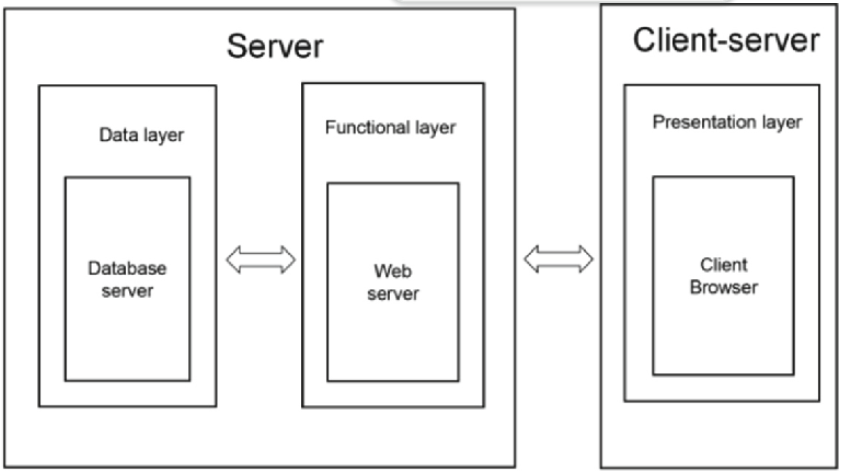 Server
Data layer
Database
server
Functional layer
Web
server
Client-server
Presentation layer
Client
Browser